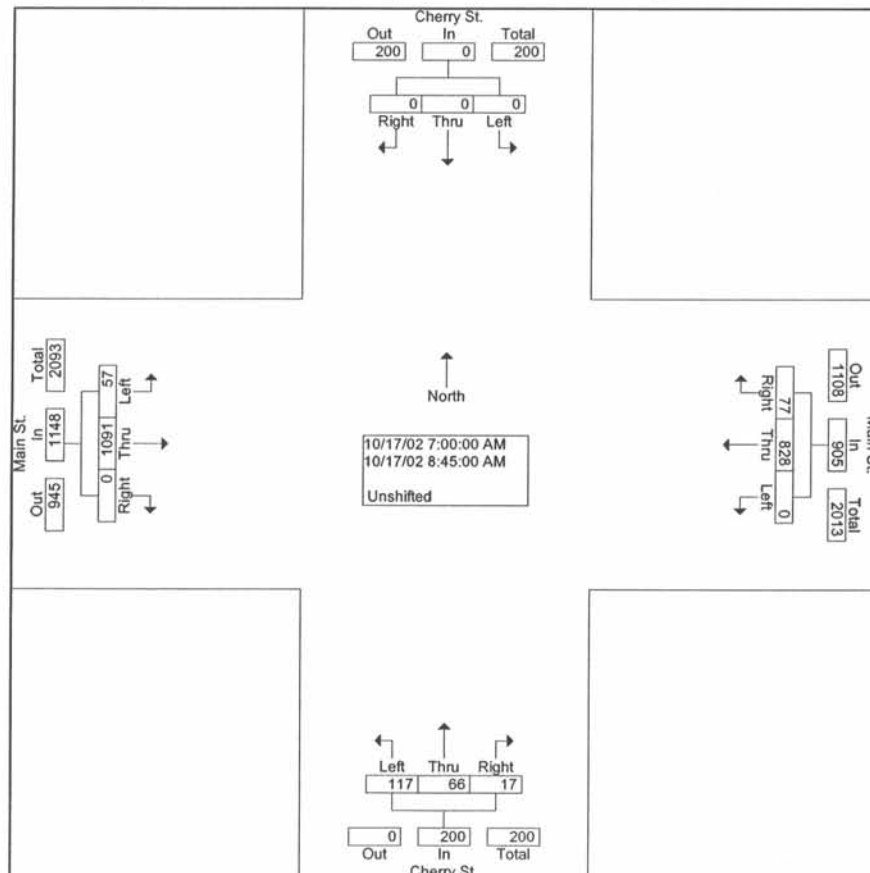 Cherry St.
Out In Total
200 0 200
0 0 0
Right Thru Left
North
10/17/02 7:00:00 AM
10/17/02 8:45:00 AM
Unshifted
Main St.
Total In Out
2093 1148 945
57 1091 0
Left Thru Right
Out In Total
1108 905 2013
77 828 0
Right Thru Left
Left Thru Right
117 66 17
0 200 200
Out In Total
Cherry St.